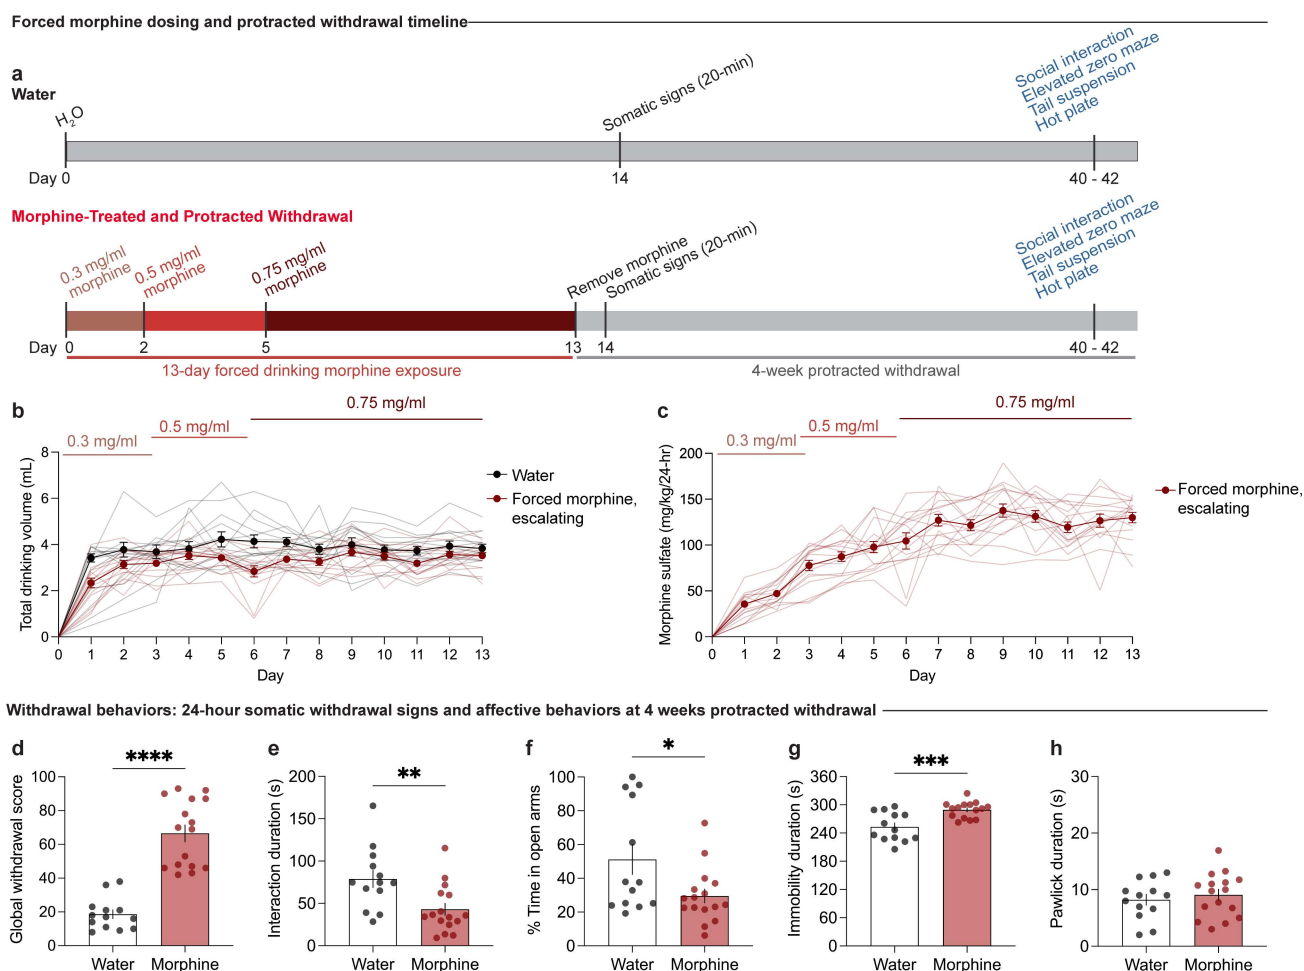 Forced morphine dosing and protracted withdrawal timeline
a
Water
H₂O
Somatic signs (20-min)
Social interaction
Elevated zero maze
Tail suspension
Hot plate
Day 0
14
40 - 42
Morphine-Treated and Protracted Withdrawal
0.3 mg/ml
morphine
0.5 mg/ml
morphine
0.75 mg/ml
morphine
Remove morphine
Somatic signs (20-min)
Social interaction
Elevated zero maze
Tail suspension
Hot plate
Day 0 2 5 13 14 40 - 42
13-day forced drinking morphine exposure
4-week protracted withdrawal
b
0.3 mg/ml
0.5 mg/ml
0.75 mg/ml
Total drinking volume (mL)
8
6
4
2
0
0 1 2 3 4 5 6 7 8 9 10 11 12 13
Day
Water
Forced morphine,
escalating
c
0.3 mg/ml
0.5 mg/ml
0.75 mg/ml
Morphine sulfate (mg/kg/24-hr)
200
150
100
50
0
0 1 2 3 4 5 6 7 8 9 10 11 12 13
Day
Forced morphine,
escalating
Withdrawal behaviors: 24-hour somatic withdrawal signs and affective behaviors at 4 weeks protracted withdrawal
d
****
Global withdrawal score
100
80
60
40
20
0
Water Morphine
e
**
Interaction duration (s)
200
150
100
50
0
Water Morphine
f
*
% Time in open arms
100
80
60
40
20
0
Water Morphine
g
***
Immobility duration (s)
360
300
240
180
120
60
0
Water Morphine
h
Pawlick duration (s)
30
20
10
0
Water Morphine